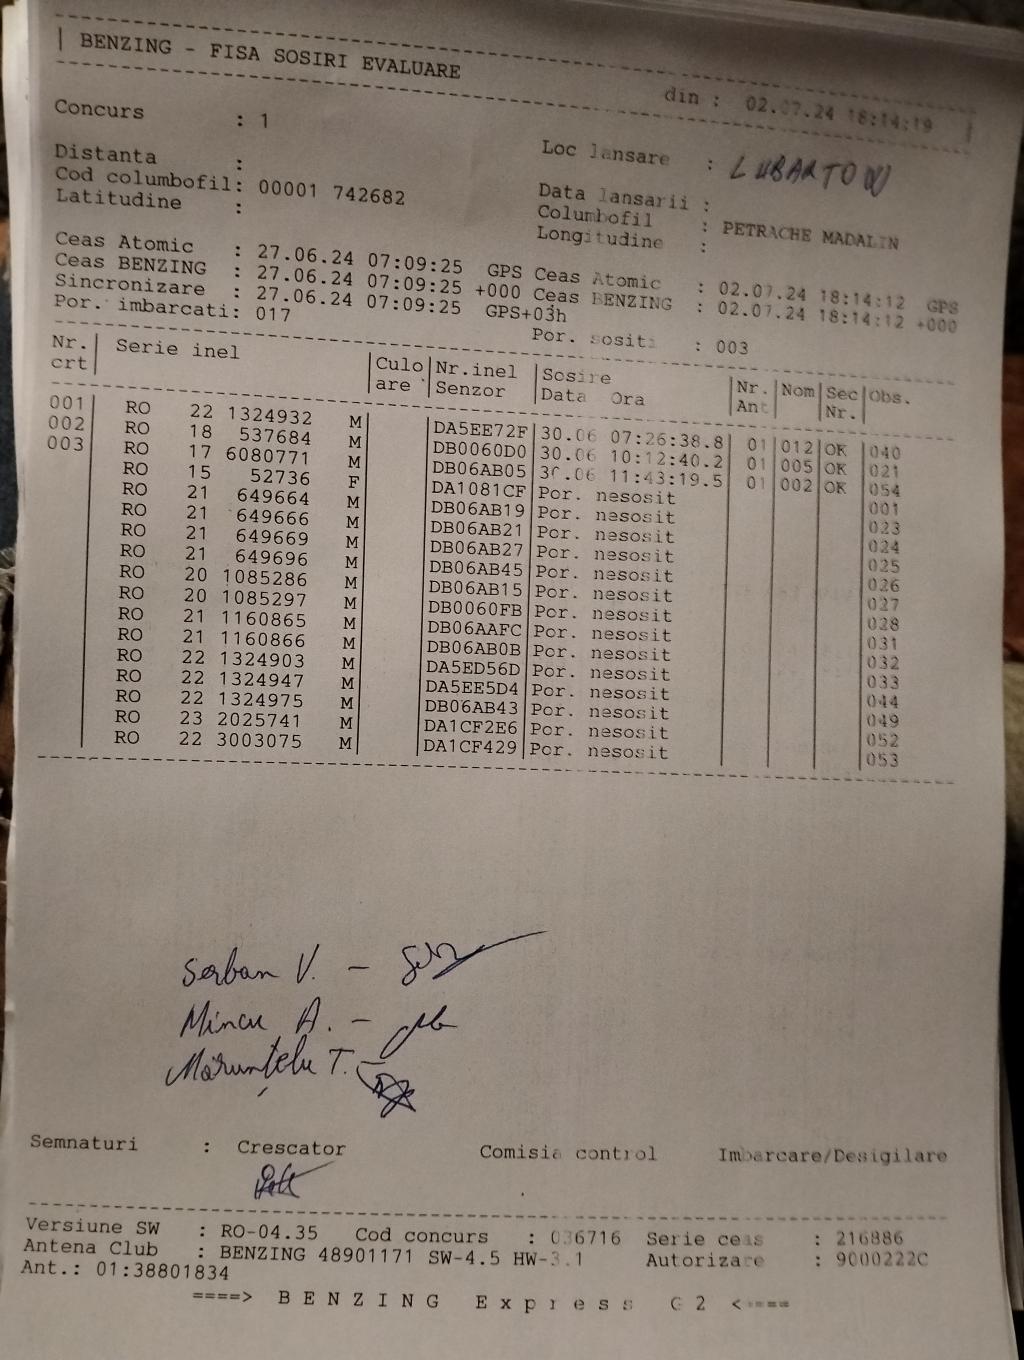 BENZING - FISA SOSIRI EVALUARE
din : 02.07.24 18:14:19
Concurs : 1
Loc lansare : LUBARTOW
Distanta :
Data lansarii :
Cod columbofil: 00001 742682
Columbofil : PETRACHE MADALIN
Latitudine :
Longitudine :
Ceas Atomic : 27.06.24 07:09:25 GPS Ceas Atomic : 02.07.24 18:14:12 GPS
Ceas BENZING : 27.06.24 07:09:25 +000 Ceas BENZING : 02.07.24 18:14:12 +000
Sincronizare : 27.06.24 07:09:25 GPS+03h
Por. imbarcati: 017 Por. sositi : 003
Nr. crt | Serie inel | Culo are | Nr.inel Senzor | Sosire Data Ora | Nr. Ant | Nom | Sec Nr. | Obs.
001 | RO 22 1324932 M | DA5EE72F | 30.06 07:26:38.8 | 01 | 012 | OK | 040
002 | RO 18 537684 M | DB0060D0 | 30.06 10:12:40.2 | 01 | 005 | OK | 021
003 | RO 17 6080771 M | DB06AB05 | 30.06 11:43:19.5 | 01 | 002 | OK | 054
RO 15 52736 F | DA1081CF | Por. nesosit | 001
RO 21 649664 M | DB06AB19 | Por. nesosit | 023
RO 21 649666 M | DB06AB21 | Por. nesosit | 024
RO 21 649669 M | DB06AB27 | Por. nesosit | 025
RO 21 649696 M | DB06AB45 | Por. nesosit | 026
RO 20 1085286 M | DB06AB15 | Por. nesosit | 027
RO 20 1085297 M | DB0060FB | Por. nesosit | 028
RO 21 1160865 M | DB06AAFC | Por. nesosit | 031
RO 21 1160866 M | DB06AB0B | Por. nesosit | 032
RO 22 1324903 M | DA5ED56D | Por. nesosit | 033
RO 22 1324947 M | DA5EE5D4 | Por. nesosit | 044
RO 22 1324975 M | DB06AB43 | Por. nesosit | 049
RO 23 2025741 M | DA1CF2E6 | Por. nesosit | 052
RO 22 3003075 M | DA1CF429 | Por. nesosit | 053
Serban V. -
Mincu A. -
Măruntelu T. -
Semnaturi : Crescator Comisia control Imbarcare/Desigilare
Versiune SW : RO-04.35 Cod concurs : 036716 Serie ceas : 216886
Antena Club : BENZING 48901171 SW-4.5 HW-3.1 Autorizare : 9000222C
Ant.: 01:38801834
====> BENZING Express G2 <====